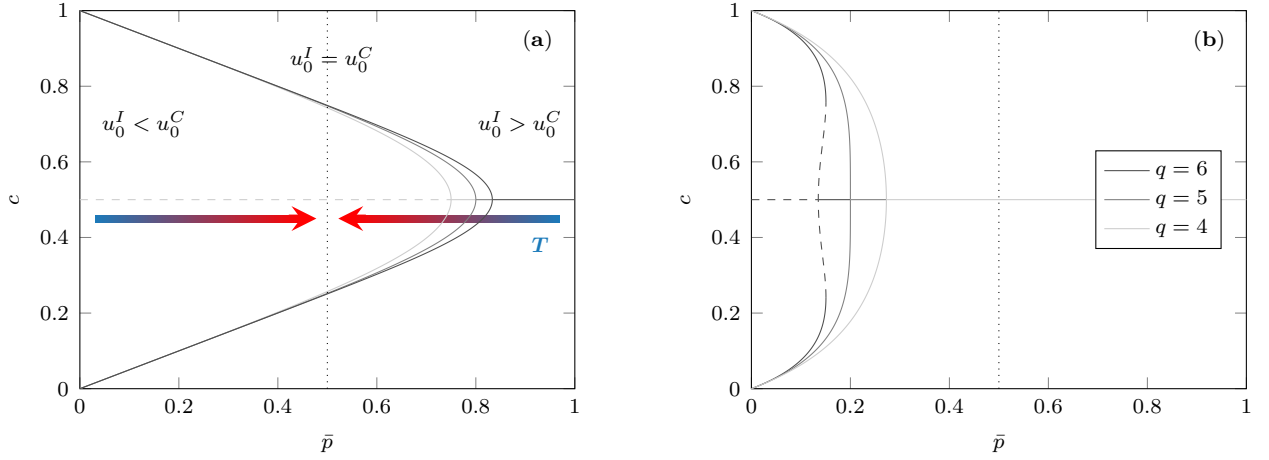 (a)
u_0^I = u_0^C
u_0^I < u_0^C
u_0^I > u_0^C
T
c
1
0.8
0.6
0.4
0.2
0
0 0.2 0.4 0.6 0.8 1
p̄
(b)
q = 6
q = 5
q = 4
c
1
0.8
0.6
0.4
0.2
0
0 0.2 0.4 0.6 0.8 1
p̄